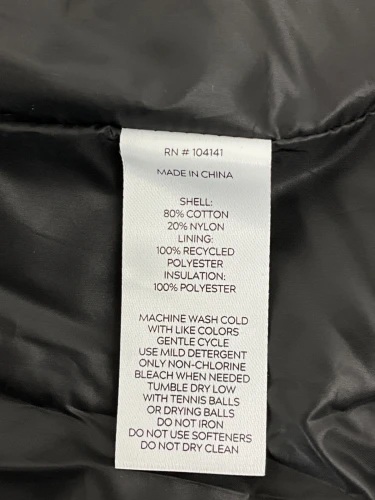 RN # 104141
MADE IN CHINA
SHELL:
80% COTTON
20% NYLON
LINING:
100% RECYCLED
POLYESTER
INSULATION:
100% POLYESTER
MACHINE WASH COLD
WITH LIKE COLORS
GENTLE CYCLE
USE MILD DETERGENT
ONLY NON-CHLORINE
BLEACH WHEN NEEDED
TUMBLE DRY LOW
WITH TENNIS BALLS
OR DRYING BALLS
DO NOT IRON
DO NOT USE SOFTENERS
DO NOT DRY CLEAN